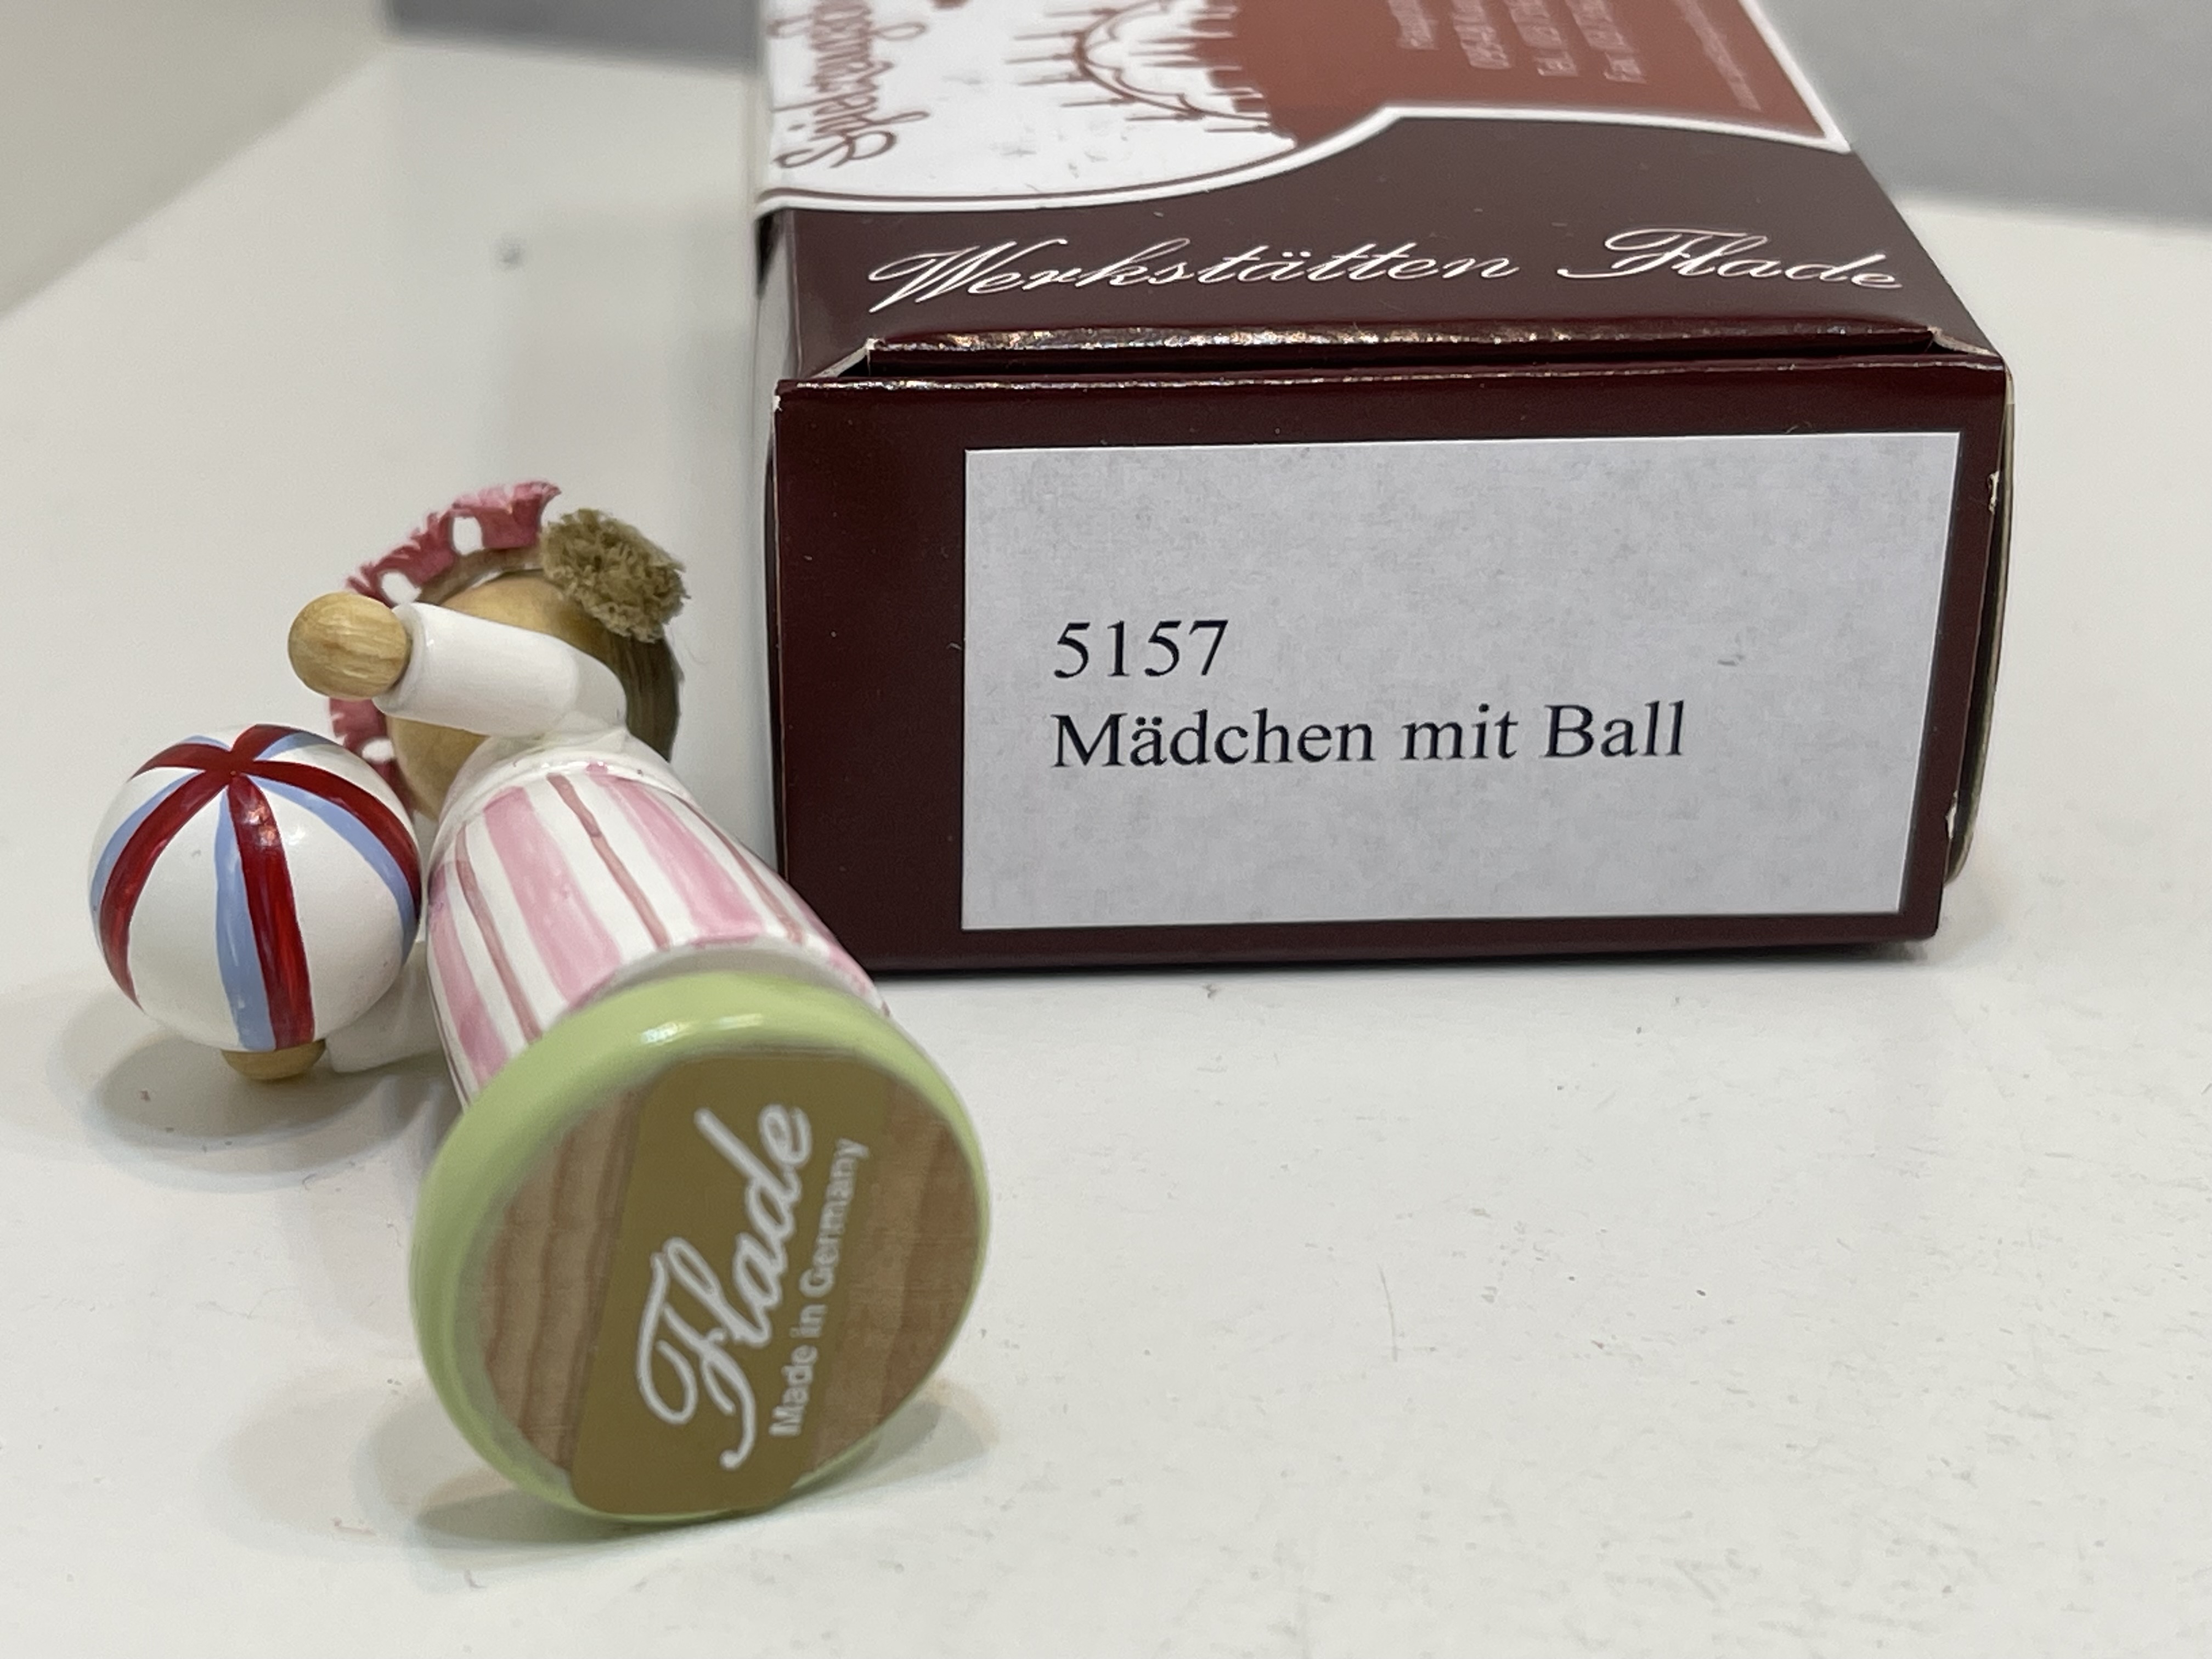 Werkstätten Flade
5157
Mädchen mit Ball
Flade
Made in Germany